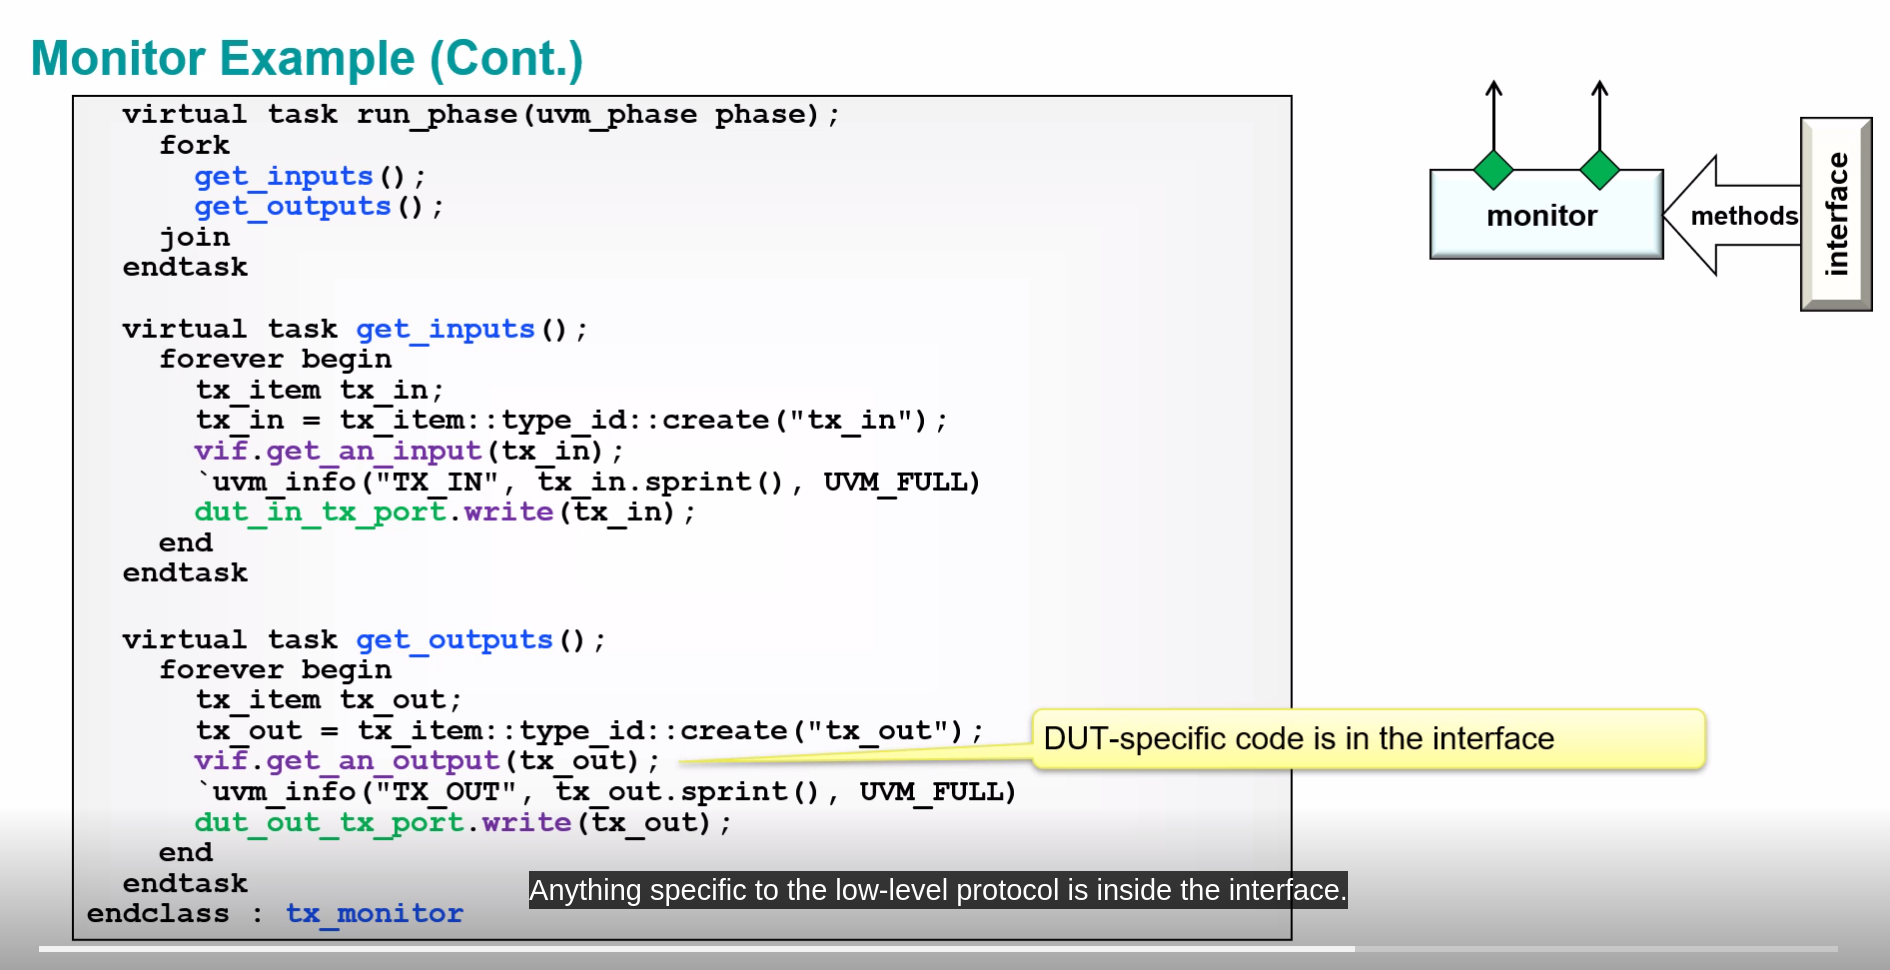 Monitor Example (Cont.)
virtual task run_phase(uvm_phase phase);
fork
get_inputs();
get_outputs();
join
endtask
virtual task get_inputs();
forever begin
tx_item tx_in;
tx_in = tx_item::type_id::create("tx_in");
vif.get_an_input(tx_in);
`uvm_info("TX_IN", tx_in.sprint(), UVM_FULL)
dut_in_tx_port.write(tx_in);
end
endtask
virtual task get_outputs();
forever begin
tx_item tx_out;
tx_out = tx_item::type_id::create("tx_out");
vif.get_an_output(tx_out);
`uvm_info("TX_OUT", tx_out.sprint(), UVM_FULL)
dut_out_tx_port.write(tx_out);
end
endtask
endclass : tx_monitor
monitor
methods
interface
DUT-specific code is in the interface
Anything specific to the low-level protocol is inside the interface.